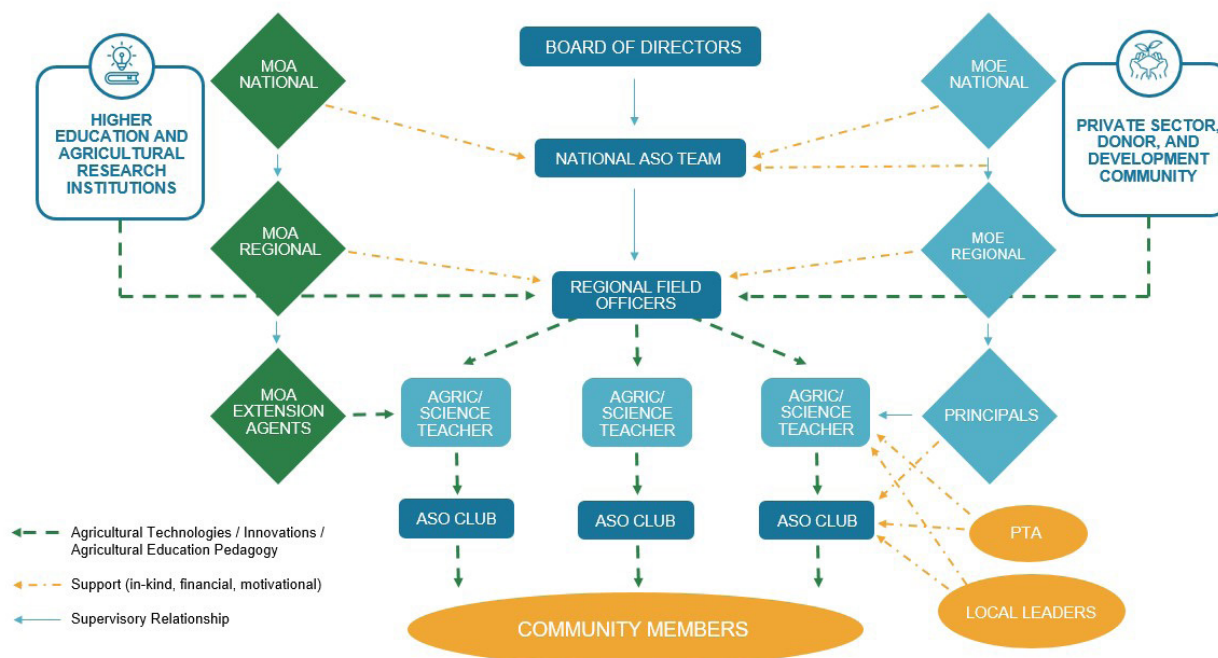 BOARD OF DIRECTORS
MOA
NATIONAL
MOE
NATIONAL
HIGHER
EDUCATION AND
AGRICULTURAL
RESEARCH
INSTITUTIONS
PRIVATE SECTOR,
DONOR, AND
DEVELOPMENT
COMMUNITY
NATIONAL ASO TEAM
MOA
REGIONAL
MOE
REGIONAL
REGIONAL FIELD
OFFICERS
MOA
EXTENSION
AGENTS
AGRIC/
SCIENCE
TEACHER
AGRIC/
SCIENCE
TEACHER
AGRIC/
SCIENCE
TEACHER
PRINCIPALS
ASO CLUB
ASO CLUB
ASO CLUB
PTA
LOCAL LEADERS
COMMUNITY MEMBERS
Agricultural Technologies / Innovations /
Agricultural Education Pedagogy
Support (in-kind, financial, motivational)
Supervisory Relationship